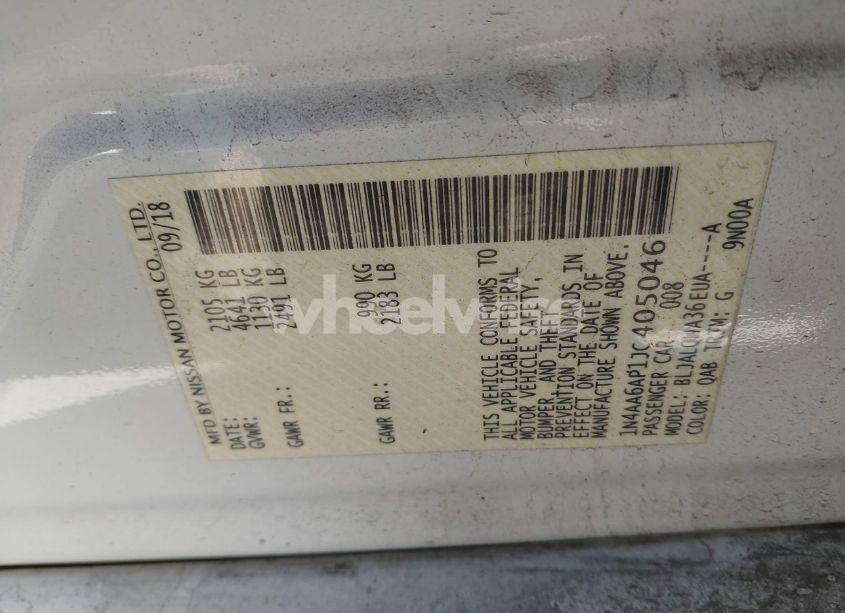 MFD BY NISSAN MOTOR CO., LTD.
DATE: 09/18
GVWR: 2105 KG
4641 LB
GAWR FR.: 1130 KG
2491 LB
GAWR RR.: 990 KG
2183 LB
THIS VEHICLE CONFORMS TO
ALL APPLICABLE FEDERAL
MOTOR VEHICLE SAFETY,
BUMPER, AND THEFT
PREVENTION STANDARDS IN
EFFECT ON THE DATE OF
MANUFACTURE SHOWN ABOVE.
1N4AA6AP1JC405046
PASSENGER CAR 008
MODEL:
COLOR: QAB TRIM: G 9N00A